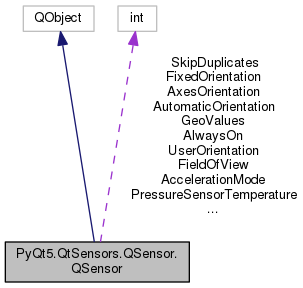 QObject
int
SkipDuplicates
FixedOrientation
AxesOrientation
AutomaticOrientation
GeoValues
AlwaysOn
UserOrientation
FieldOfView
AccelerationMode
PressureSensorTemperature
...
PyQt5.QtSensors.QSensor.
QSensor